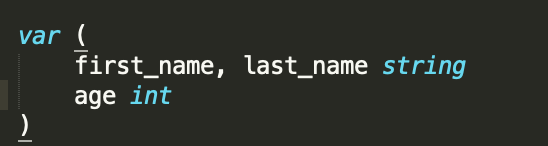 var (
    first_name, last_name string
    age int
)